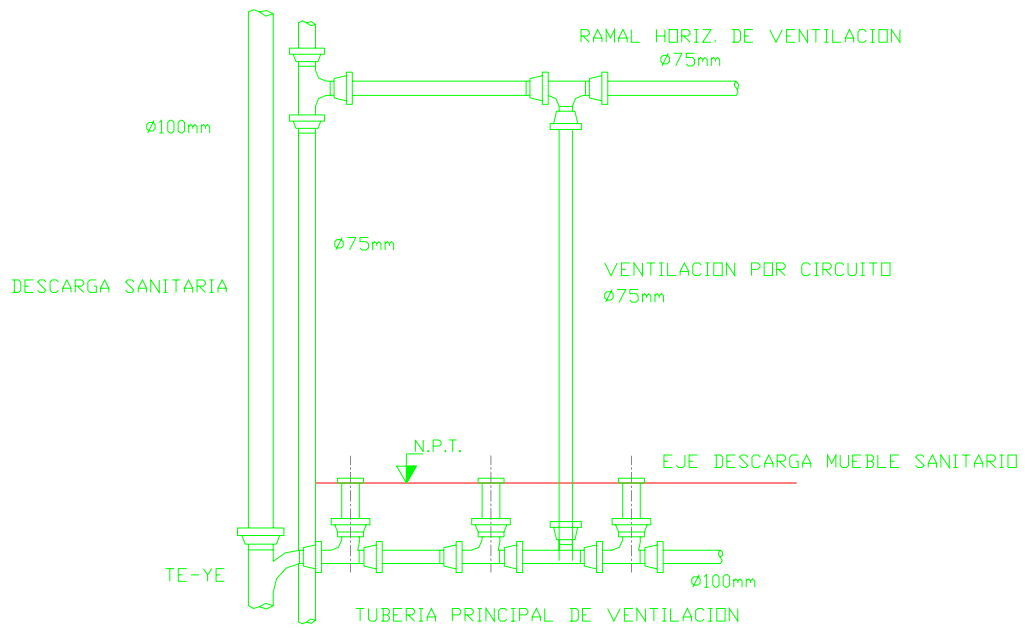 RAMAL HORIZ. DE VENTILACION
Ø75mm
Ø100mm
Ø75mm
VENTILACION POR CIRCUITO
Ø75mm
DESCARGA SANITARIA
N.P.T.
EJE DESCARGA MUEBLE SANITARIO
TE-YE
Ø100mm
TUBERIA PRINCIPAL DE VENTILACION